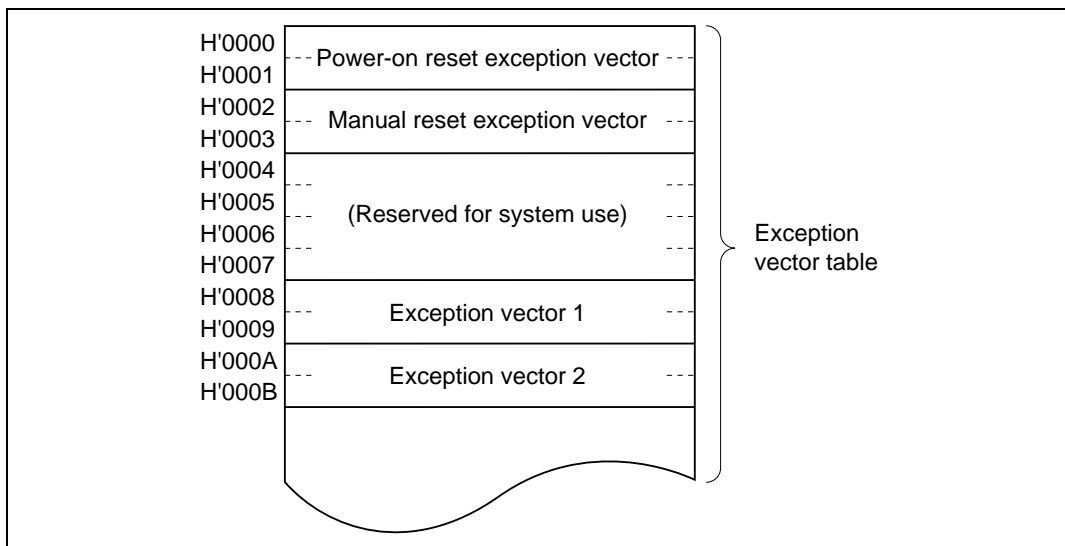 H'0000
Power-on reset exception vector
H'0001
H'0002
Manual reset exception vector
H'0003
H'0004
H'0005
(Reserved for system use)
H'0006
H'0007
H'0008
Exception vector 1
H'0009
H'000A
Exception vector 2
H'000B
Exception
vector table